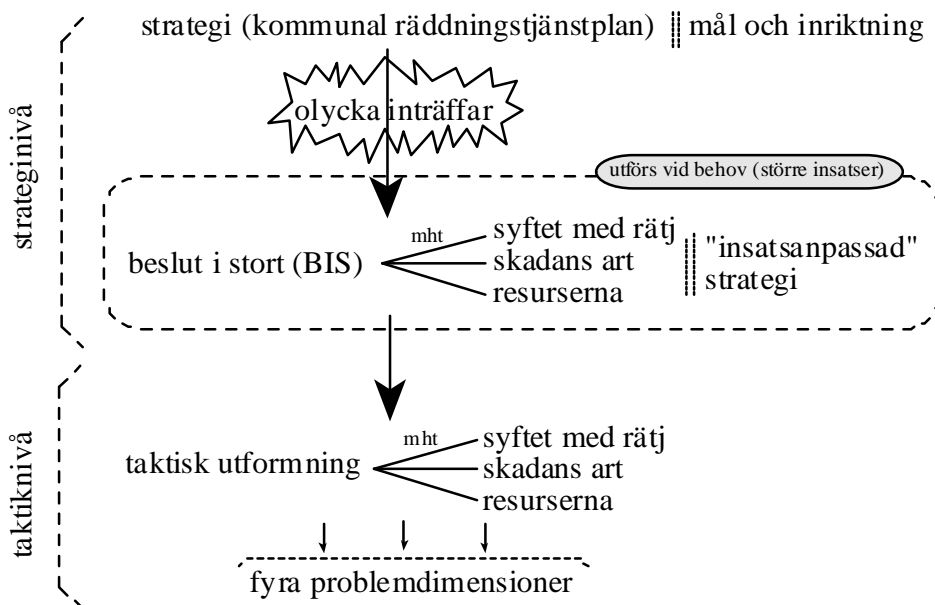 strategi (kommunal räddningstjänstplan) mål och inriktning
olycka inträffar
strateginivå
utförs vid behov (större insatser)
beslut i stort (BIS)
mht
syftet med rätj
skadans art
resurserna
"insatsanpassad"
strategi
taktiknivå
taktisk utformning
mht
syftet med rätj
skadans art
resurserna
fyra problemdimensioner